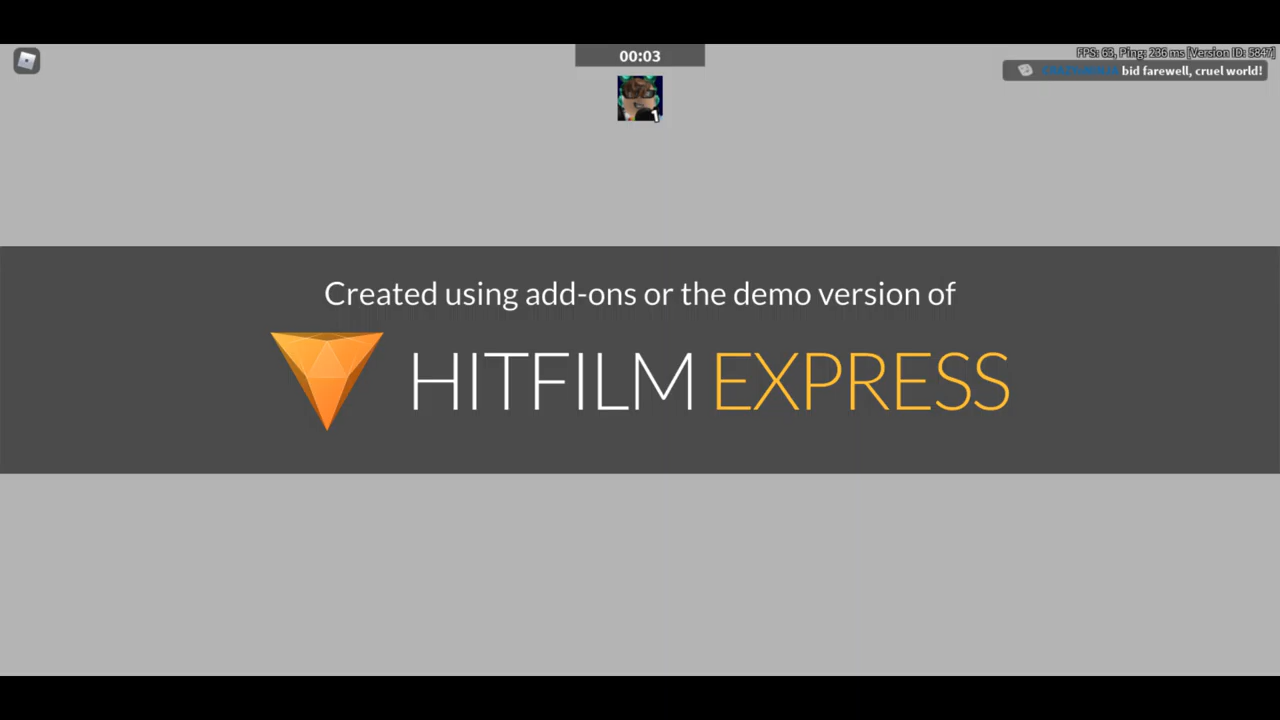 00:03
FPS: 63, Ping: 236 ms [Version ID: 5847]
bid farewell, cruel world!
1
Created using add-ons or the demo version of
HITFILM EXPRESS